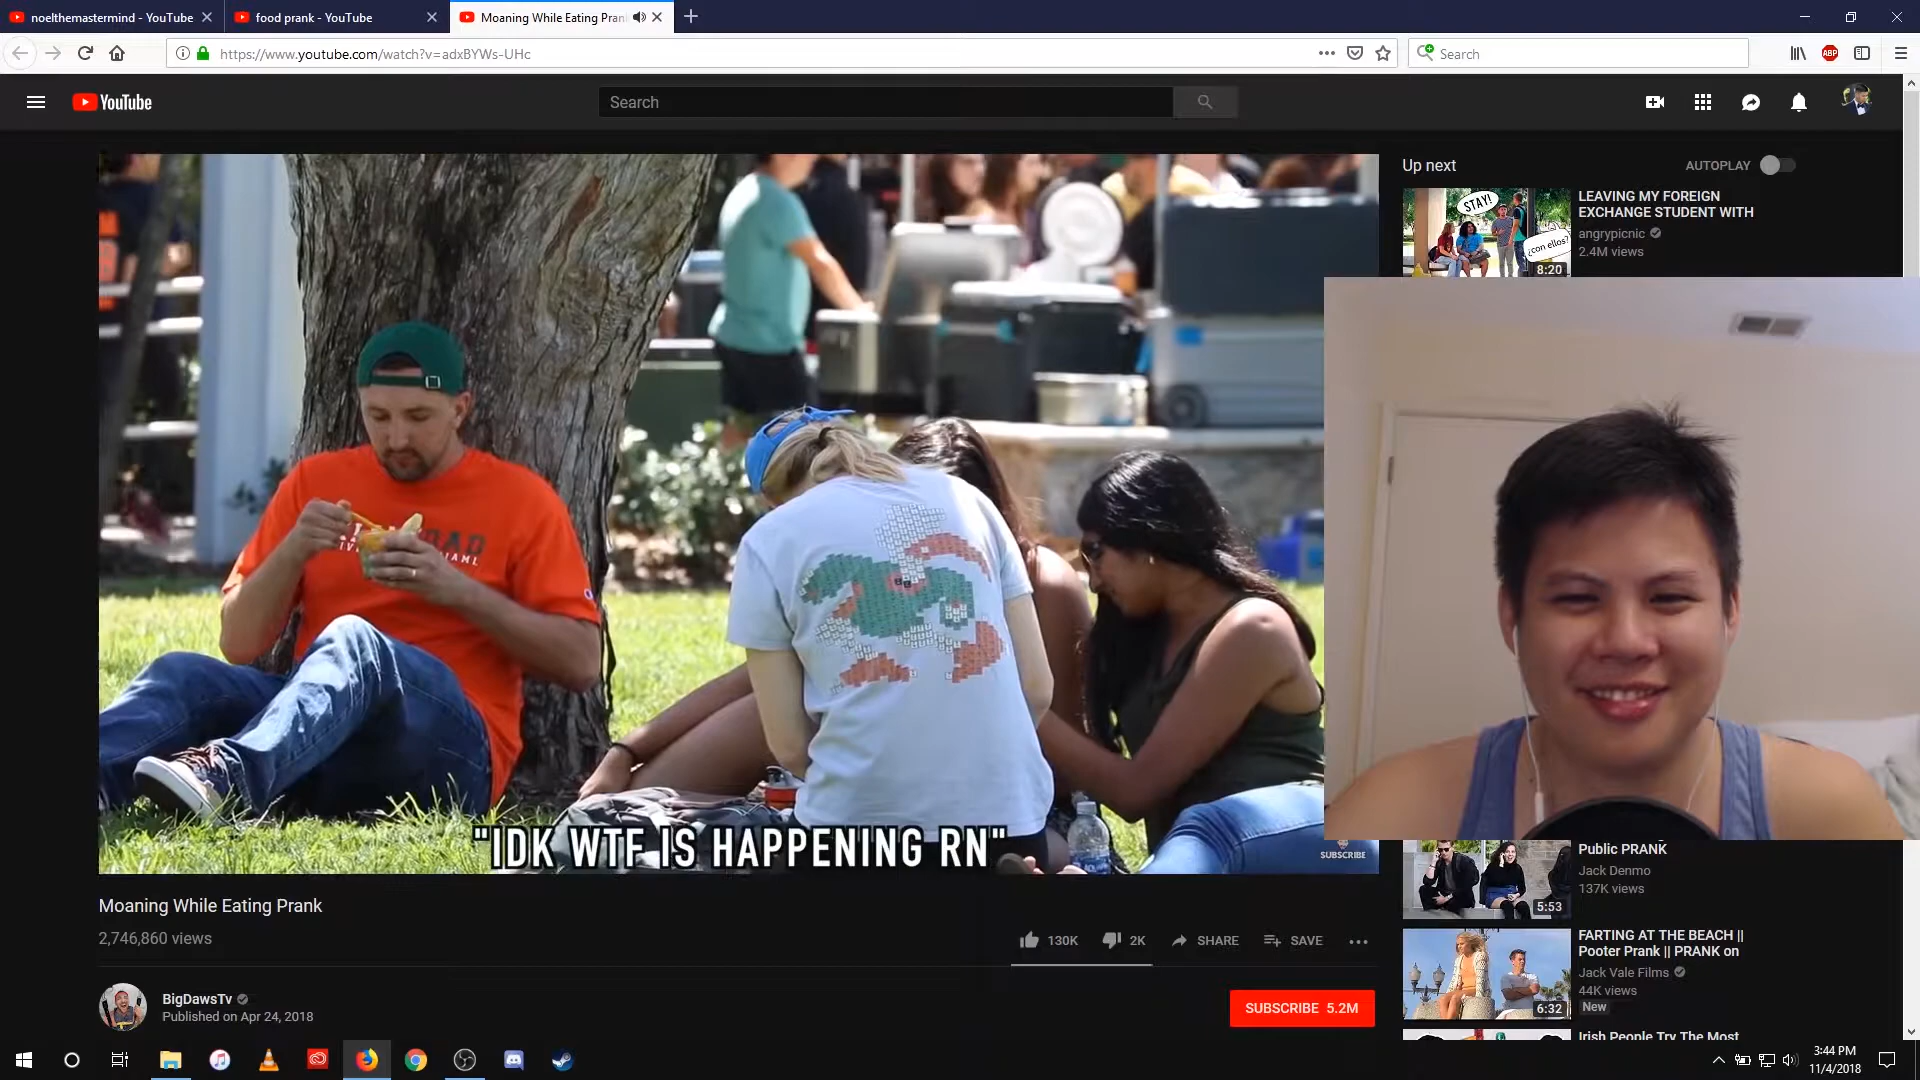 noelthemastermind - YouTube
food prank - YouTube
Moaning While Eating Pran
https://www.youtube.com/watch?v=adxBYWs-UHc
Search
ABP
YouTube
Search
"IDK WTF IS HAPPENING RN"
SUBSCRIBE
Moaning While Eating Prank
2,746,860 views
130K
2K
SHARE
SAVE
BigDawsTv
Published on Apr 24, 2018
SUBSCRIBE 5.2M
Up next
AUTOPLAY
STAY!
¿con ellos?
8:20
LEAVING MY FOREIGN
EXCHANGE STUDENT WITH
angrypicnic
2.4M views
5:53
Public PRANK
Jack Denmo
137K views
6:32
FARTING AT THE BEACH ||
Pooter Prank || PRANK on
Jack Vale Films
44K views
New
Irish People Try The Most
3:44 PM
11/4/2018